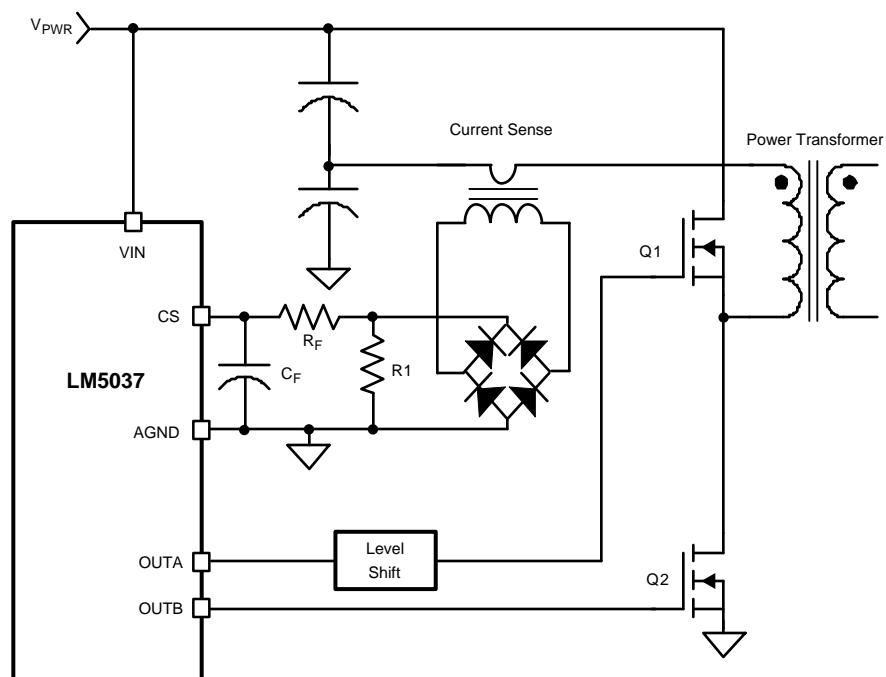 VPWR
Current Sense
Power Transformer
VIN
Q1
CS
RF
R1
CF
LM5037
AGND
OUTA
Level
Shift
Q2
OUTB